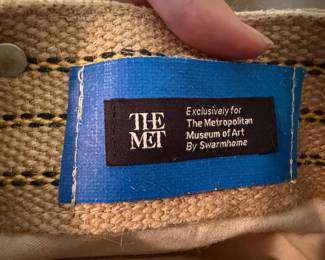 THE
MET
Exclusively for
The Metropolitan
Museum of Art
By Swarmhome